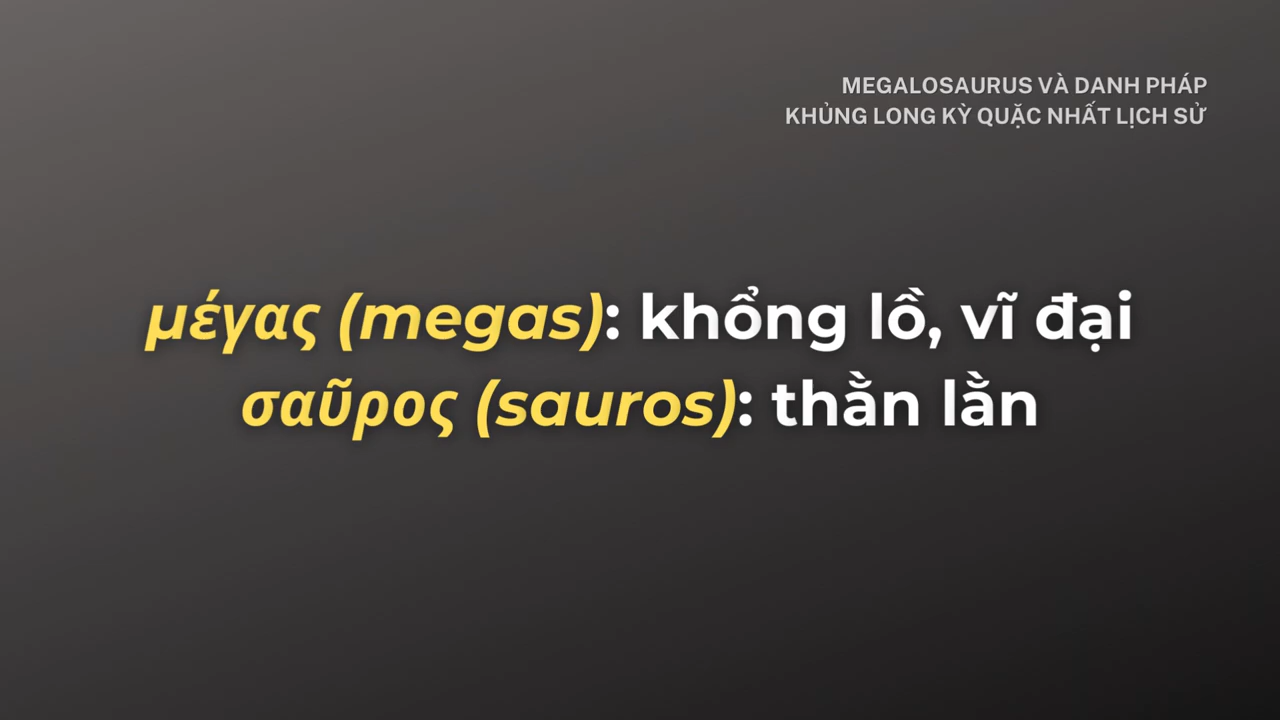 MEGALOSAURUS VÀ DANH PHÁP
KHỦNG LONG KỲ QUẶC NHẤT LỊCH SỬ
μέγας (megas): khổng lồ, vĩ đại
σαῦρος (sauros): thằn lằn